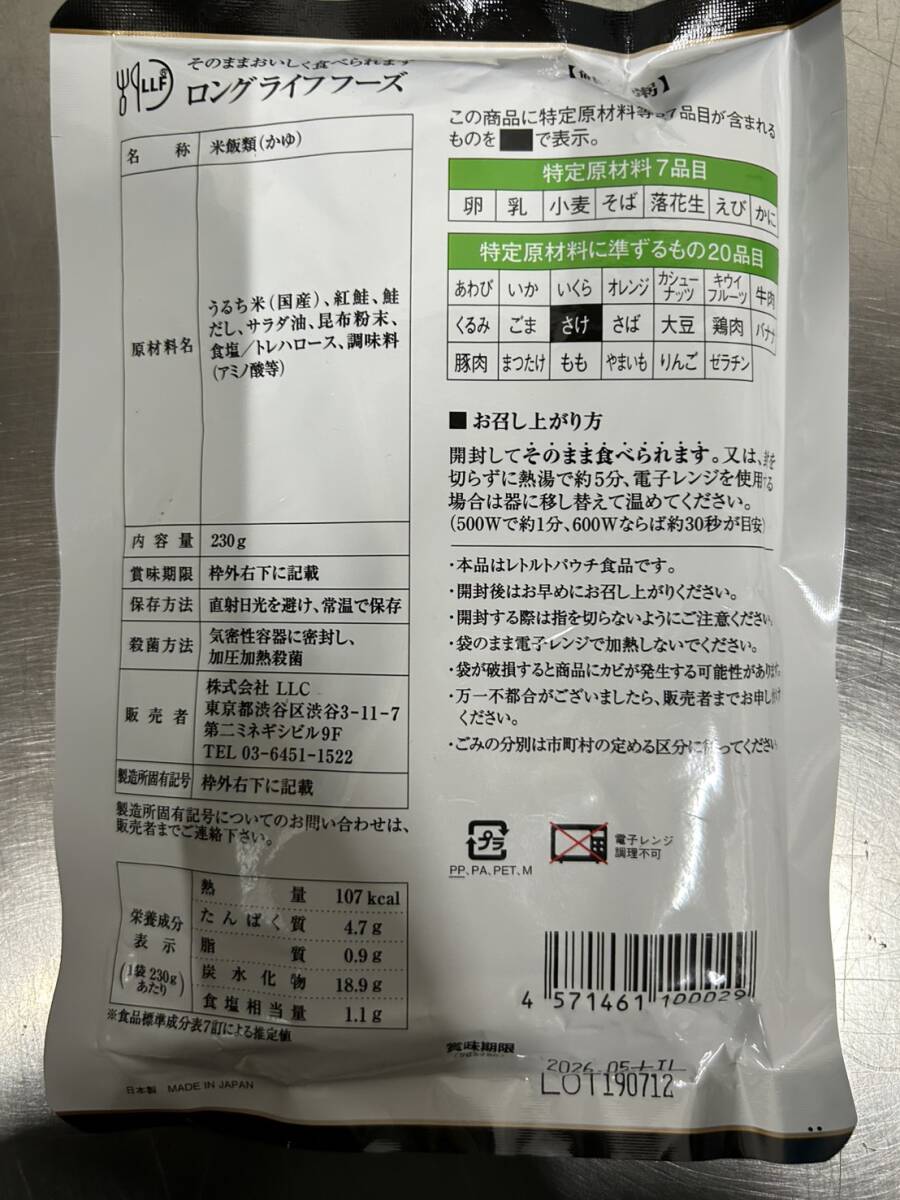 そのままおいしく食べられます
LLF®
ロングライフフーズ
名称 米飯類(かゆ)
原材料名
うるち米(国産)、紅鮭、鮭
だし、サラダ油、昆布粉末、
食塩/トレハロース、調味料
(アミノ酸等)
内容量 230g
賞味期限 枠外右下に記載
保存方法 直射日光を避け、常温で保存
殺菌方法
気密性容器に密封し、
加圧加熱殺菌
販売者
株式会社 LLC
東京都渋谷区渋谷3-11-7
第二ミネギシビル9F
TEL 03-6451-1522
製造所固有記号 枠外右下に記載
製造所固有記号についてのお問い合わせは、
販売者までご連絡下さい。
栄養成分
表示
(1袋230g
あたり)
熱量 107kcal
たんぱく質 4.7g
脂質 0.9g
炭水化物 18.9g
食塩相当量 1.1g
※食品標準成分表7訂による推定値
日本製 MADE IN JAPAN
【 粥】
この商品に特定原材料等27品目が含まれる
ものを■で表示。
特定原材料7品目
卵 乳 小麦 そば 落花生 えび かに
特定原材料に準ずるもの20品目
あわび いか いくら オレンジ カシューナッツ キウイフルーツ 牛肉
くるみ ごま さけ さば 大豆 鶏肉 バナナ
豚肉 まつたけ もも やまいも りんご ゼラチン
■お召し上がり方
開封してそのまま食べられます。又は、封を
切らずに熱湯で約5分、電子レンジを使用する
場合は器に移し替えて温めてください。
(500Wで約1分、600Wならば約30秒が目安)
・本品はレトルトパウチ食品です。
・開封後はお早めにお召し上がりください。
・開封する際は指を切らないようにご注意ください
・袋のまま電子レンジで加熱しないでください。
・袋が破損すると商品にカビが発生する可能性があります。
・万一不都合がございましたら、販売者までお申し付け
ください。
・ごみの分別は市町村の定める区分に従ってください
プラ
PP、PA、PET、M
電子レンジ
調理不可
4 571461 100029
賞味期限
2026.05
LOT190712